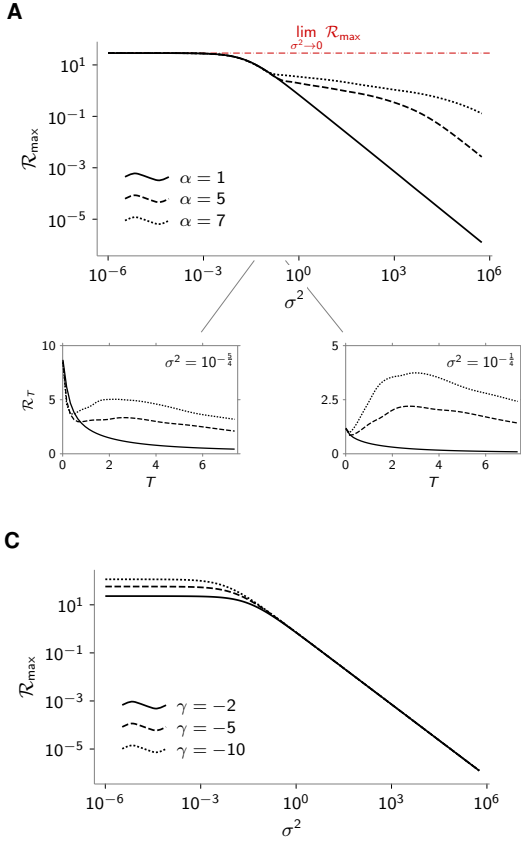 A
lim ℛmax
σ²→0
10¹
10⁻¹
10⁻³
10⁻⁵
ℛmax
α = 1
α = 5
α = 7
10⁻⁶ 10⁻³ 10⁰ 10³ 10⁶
σ²
10
5
0
ℛT
σ² = 10^(-5/4)
0 2 4 6
T
5
2.5
0
σ² = 10^(-1/4)
0 2 4 6
T
C
10¹
10⁻¹
10⁻³
10⁻⁵
ℛmax
γ = −2
γ = −5
γ = −10
10⁻⁶ 10⁻³ 10⁰ 10³ 10⁶
σ²